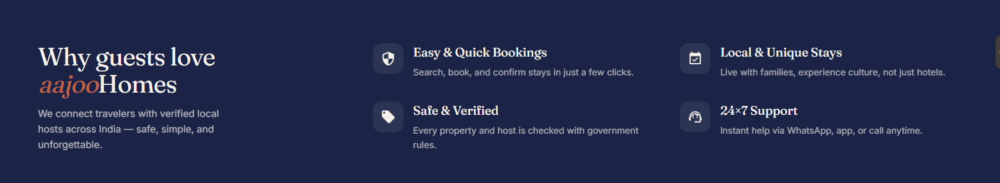 Why guests love
aajooHomes
We connect travelers with verified local
hosts across India — safe, simple, and
unforgettable.
Easy & Quick Bookings
Search, book, and confirm stays in just a few clicks.
Local & Unique Stays
Live with families, experience culture, not just hotels.
Safe & Verified
Every property and host is checked with government
rules.
24×7 Support
Instant help via WhatsApp, app, or call anytime.